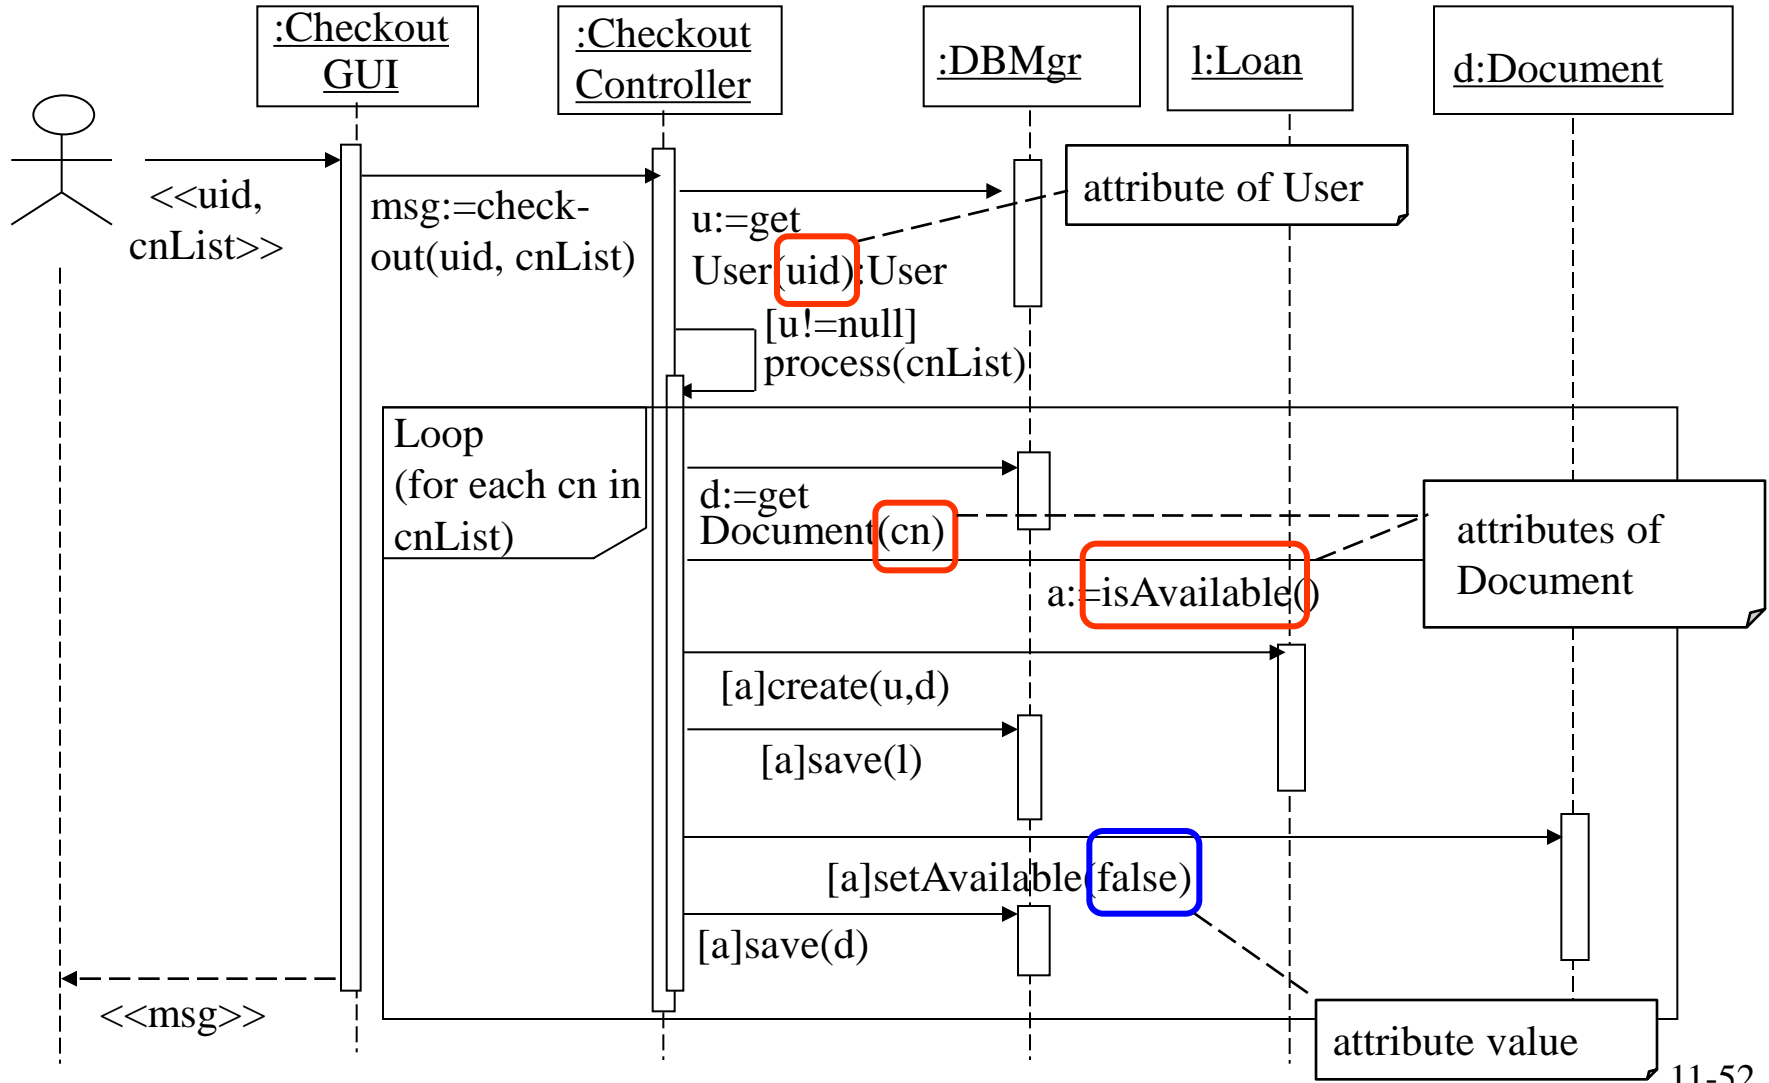 :Checkout
GUI
:Checkout
Controller
:DBMgr
l:Loan
d:Document
<<uid,
cnList>>
msg:=check-
out(uid, cnList)
u:=get
User(uid):User
attribute of User
[u!=null]
process(cnList)
Loop
(for each cn in
cnList)
d:=get
Document(cn)
attributes of
Document
a:=isAvailable()
[a]create(u,d)
[a]save(l)
[a]setAvailable(false)
[a]save(d)
<<msg>>
attribute value
11-52